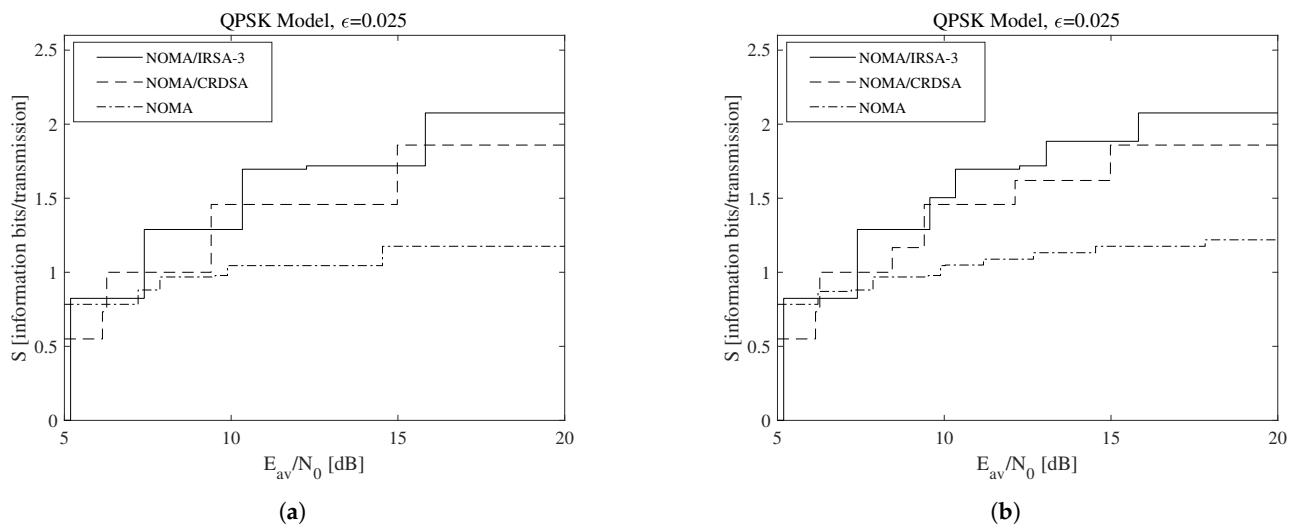 QPSK Model, ϵ=0.025
NOMA/IRSA-3
NOMA/CRDSA
NOMA
S [information bits/transmission]
2.5
2
1.5
1
0.5
0
5
10
15
20
E_av/N_0 [dB]
(a)
QPSK Model, ϵ=0.025
NOMA/IRSA-3
NOMA/CRDSA
NOMA
S [information bits/transmission]
2.5
2
1.5
1
0.5
0
5
10
15
20
E_av/N_0 [dB]
(b)